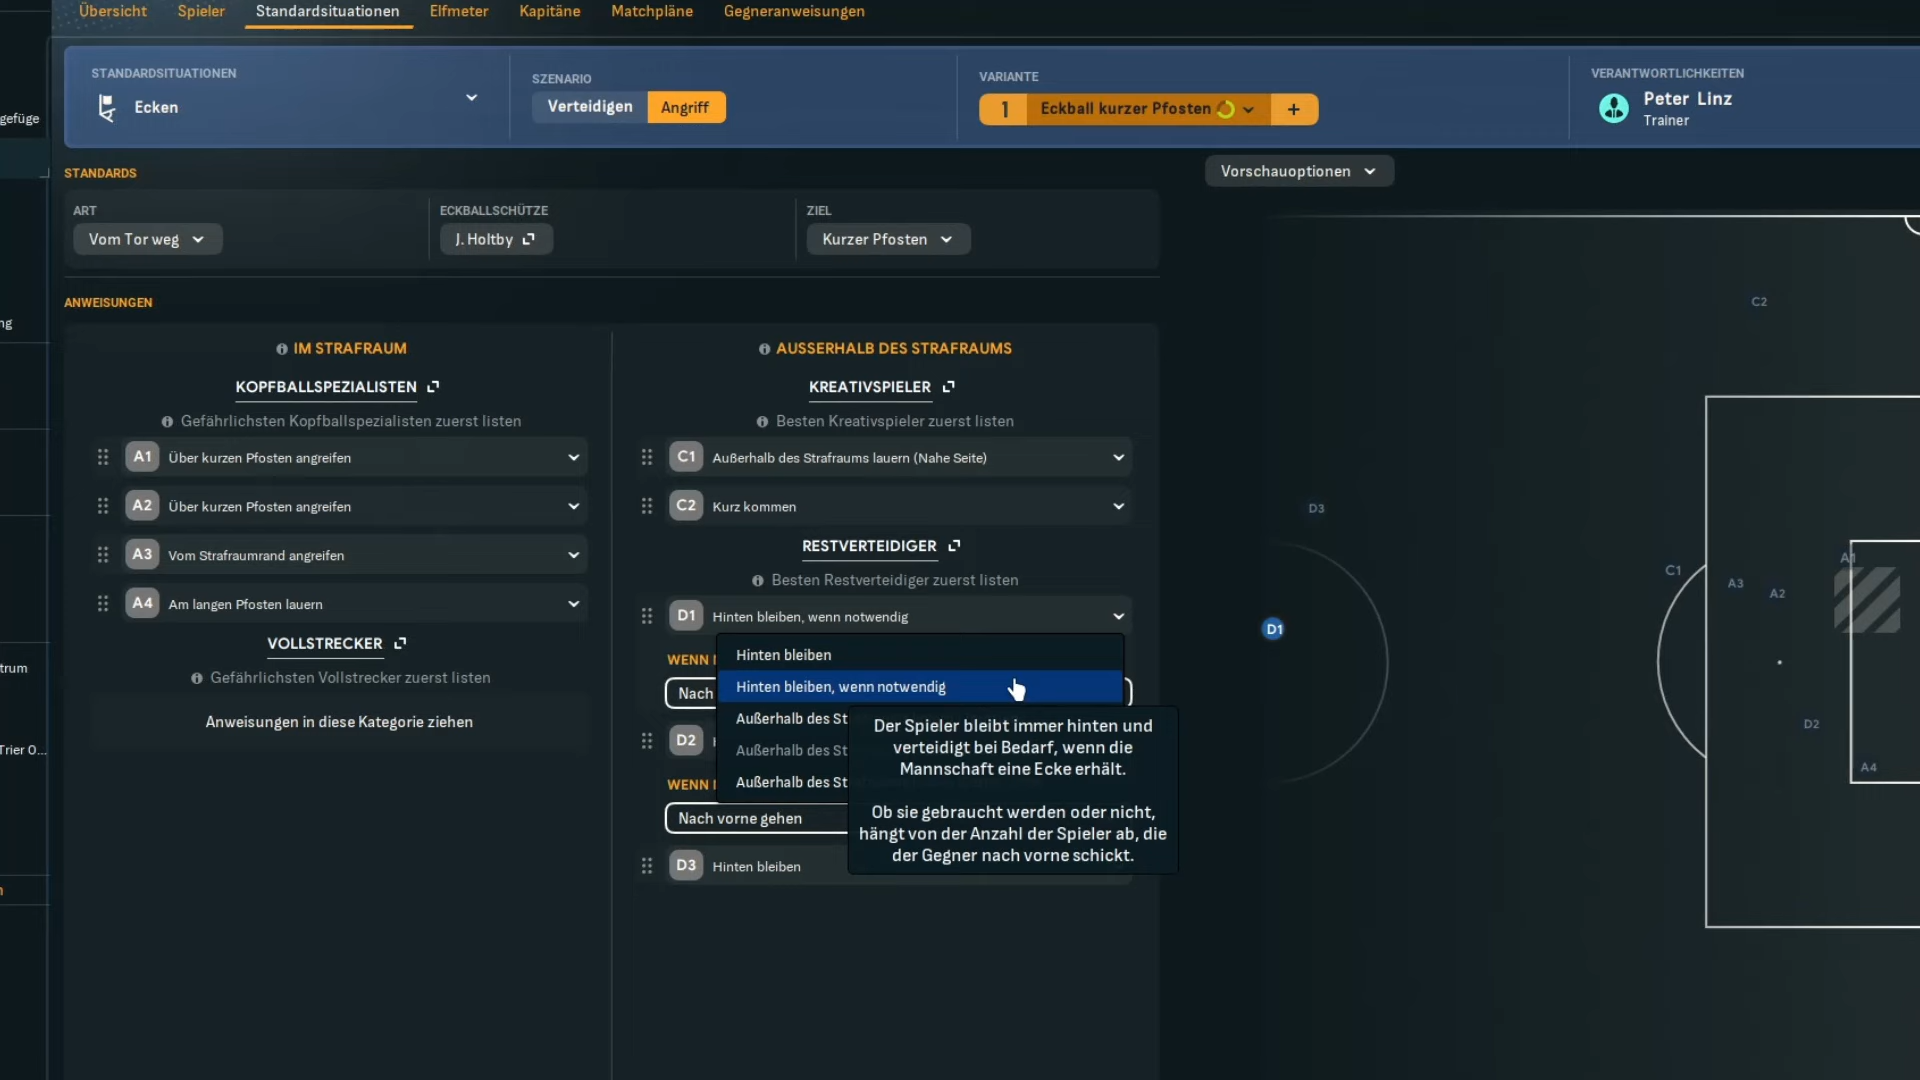 Übersicht Spieler Standardsituationen Elfmeter Kapitäne Matchpläne Gegneranweisungen
STANDARDSITUATIONEN
Ecken
SZENARIO
Verteidigen Angriff
VARIANTE
1 Eckball kurzer Pfosten +
VERANTWORTLICHKEITEN
Peter Linz
Trainer
gefüge
ng
trum
Trier O...
n
STANDARDS
Vorschauoptionen
ART
Vom Tor weg
ECKBALLSCHÜTZE
J. Holtby
ZIEL
Kurzer Pfosten
ANWEISUNGEN
IM STRAFRAUM
KOPFBALLSPEZIALISTEN
Gefährlichsten Kopfballspezialisten zuerst listen
A1 Über kurzen Pfosten angreifen
A2 Über kurzen Pfosten angreifen
A3 Vom Strafraumrand angreifen
A4 Am langen Pfosten lauern
VOLLSTRECKER
Gefährlichsten Vollstrecker zuerst listen
Anweisungen in diese Kategorie ziehen
AUSSERHALB DES STRAFRAUMS
KREATIVSPIELER
Besten Kreativspieler zuerst listen
C1 Außerhalb des Strafraums lauern (Nahe Seite)
C2 Kurz kommen
RESTVERTEIDIGER
Besten Restverteidiger zuerst listen
D1 Hinten bleiben, wenn notwendig
WENN
Nach
Hinten bleiben
Hinten bleiben, wenn notwendig
Außerhalb des St
Außerhalb des St
Außerhalb des St
Der Spieler bleibt immer hinten und
verteidigt bei Bedarf, wenn die
Mannschaft eine Ecke erhält.
Ob sie gebraucht werden oder nicht,
hängt von der Anzahl der Spieler ab, die
der Gegner nach vorne schickt.
D2
WENN
Nach vorne gehen
D3 Hinten bleiben
C2
D3
A1
C1
A3
A2
D1
D2
A4